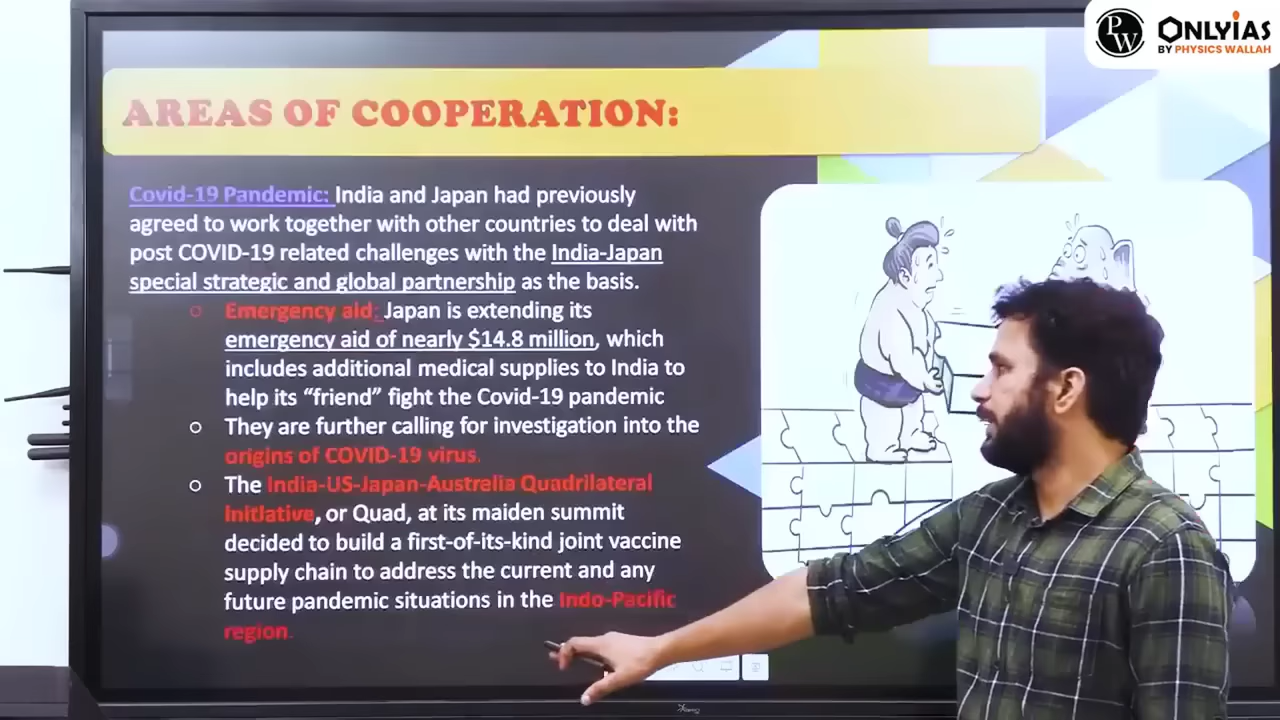 PW
ONLYIAS
BY PHYSICS WALLAH
AREAS OF COOPERATION:
Covid-19 Pandemic: India and Japan had previously
agreed to work together with other countries to deal with
post COVID-19 related challenges with the India-Japan
special strategic and global partnership as the basis.
Emergency aid: Japan is extending its
emergency aid of nearly $14.8 million, which
includes additional medical supplies to India to
help its “friend” fight the Covid-19 pandemic
They are further calling for investigation into the
origins of COVID-19 virus.
The India-US-Japan-Australia Quadrilateral
Initiative, or Quad, at its maiden summit
decided to build a first-of-its-kind joint vaccine
supply chain to address the current and any
future pandemic situations in the Indo-Pacific
region.